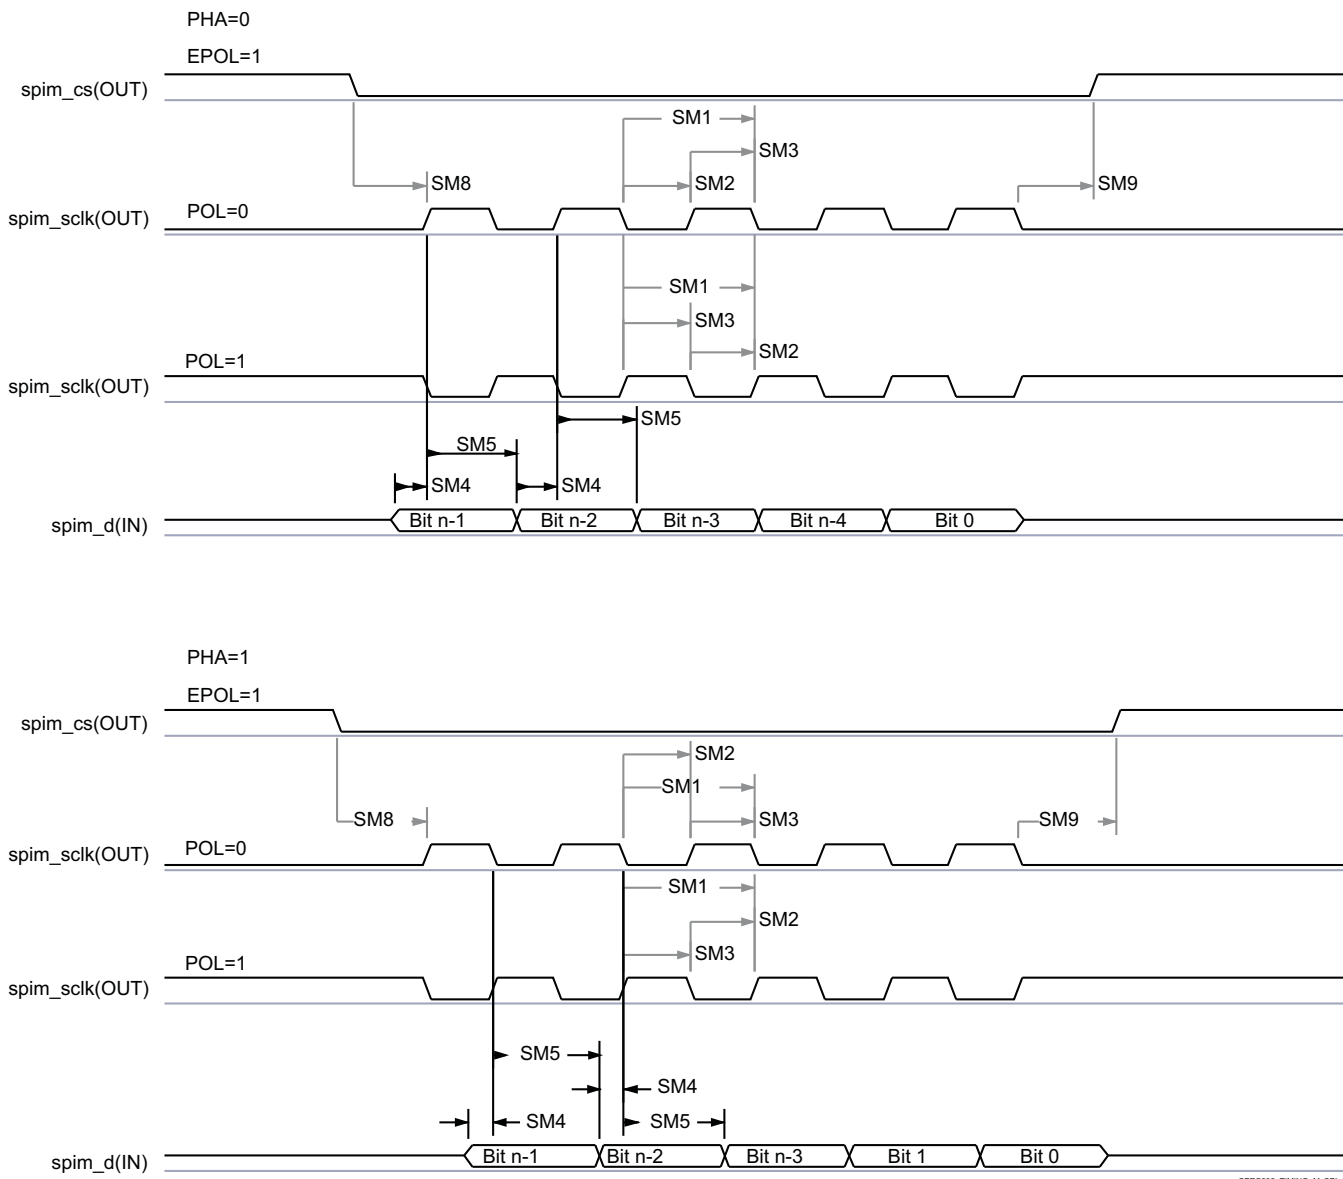 PHA=0
EPOL=1
spim_cs(OUT)
SM1
SM3
SM8
SM2
SM9
POL=0
spim_sclk(OUT)
SM1
SM3
SM2
POL=1
spim_sclk(OUT)
SM5
SM5
SM4
SM4
spim_d(IN)
Bit n-1
Bit n-2
Bit n-3
Bit n-4
Bit 0
PHA=1
EPOL=1
spim_cs(OUT)
SM2
SM1
SM8
SM3
SM9
POL=0
spim_sclk(OUT)
SM1
SM2
SM3
POL=1
spim_sclk(OUT)
SM5
SM4
SM4
SM5
spim_d(IN)
Bit n-1
Bit n-2
Bit n-3
Bit 1
Bit 0